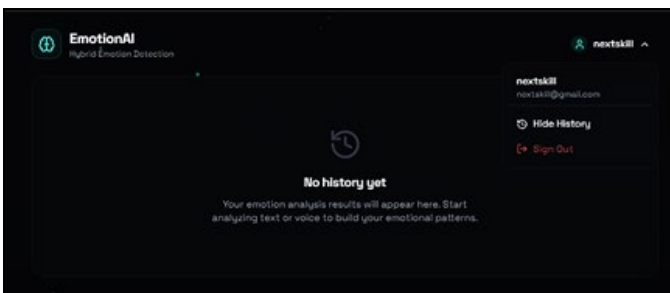 EmotionAI
Hybrid Emotion Detection
nextskill
nextskill
nextskill@gmail.com
Hide History
Sign Out
No history yet
Your emotion analysis results will appear here. Start
analyzing text or voice to build your emotional patterns.